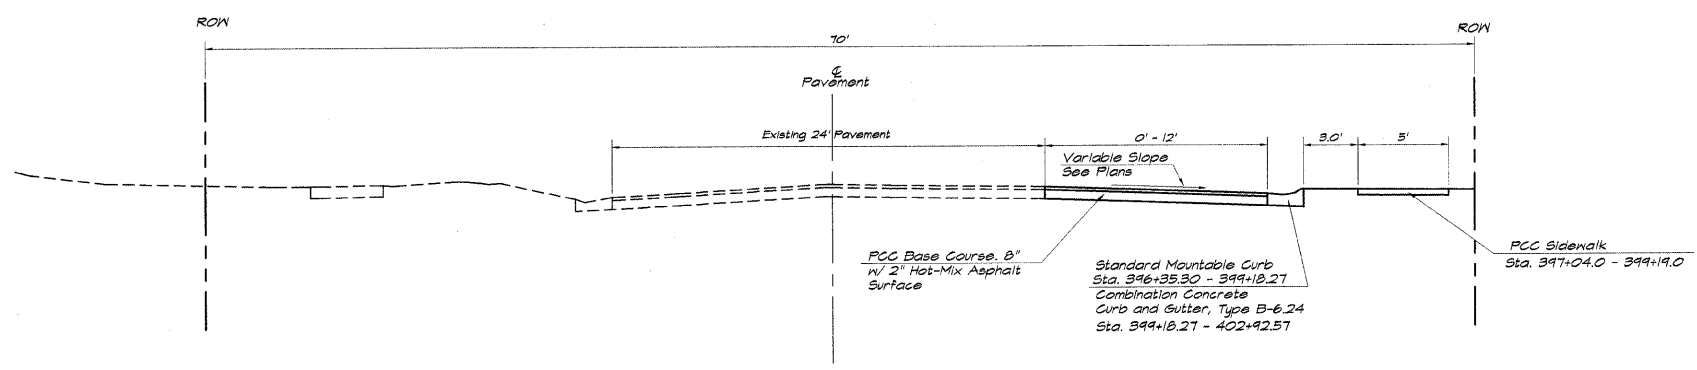 ROW
ROW
70'
℄
Pavement
Existing 24' Pavement
0' - 12'
3.0'
5'
Variable Slope
See Plans
PCC Base Course. 8"
w/ 2" Hot-Mix Asphalt
Surface
Standard Mountable Curb
Sta. 396+35.30 - 399+18.27
Combination Concrete
Curb and Gutter, Type B-6.24
Sta. 399+18.27 - 402+92.57
PCC Sidewalk
Sta. 397+04.0 - 399+19.0